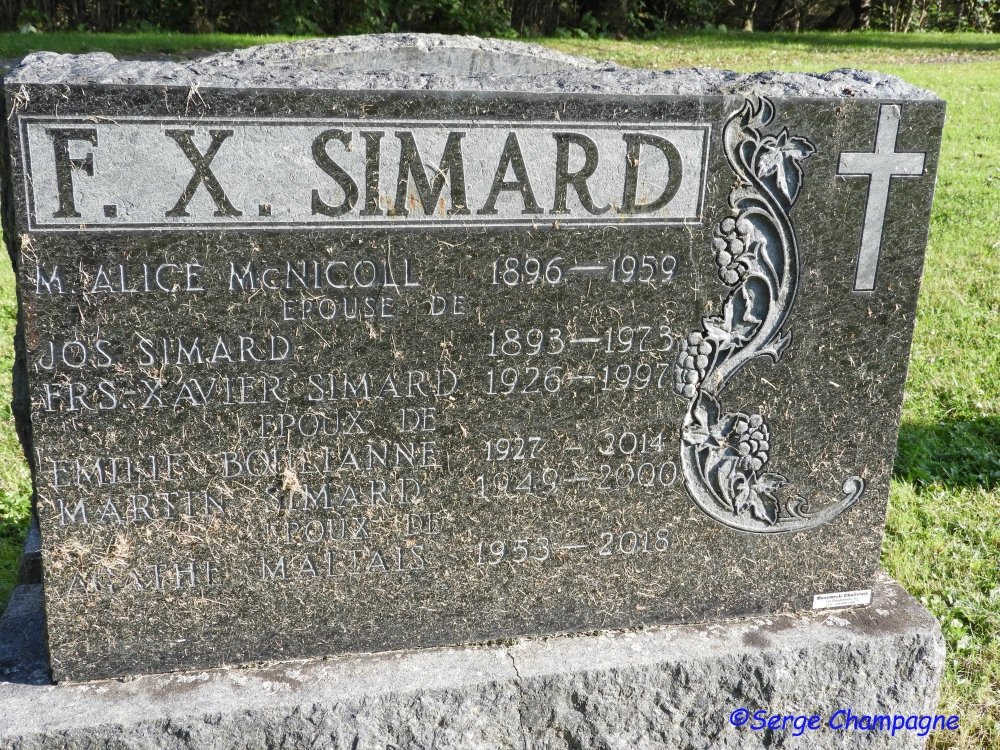 F. X. SIMARD
M. ALICE McNICOLL 1896—1959
EPOUSE DE
JOS. SIMARD 1893—1973
FRS-XAVIER SIMARD 1926—1997
EPOUX DE
EMILIE BOULIANNE 1927 - 2014
MARTIN SIMARD 1949—2000
EPOUX DE
AGATHE MALTAIS 1953—2018
©Serge Champagne